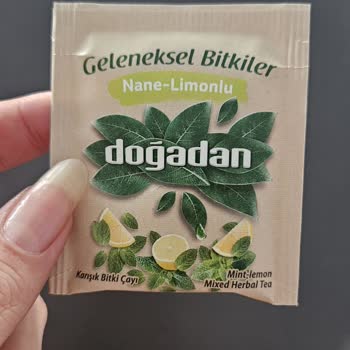 Geleneksel Bitkiler
Nane-Limonlu
doğadan
Karışık Bitki Çayı
Mint-lemon
Mixed Herbal Tea